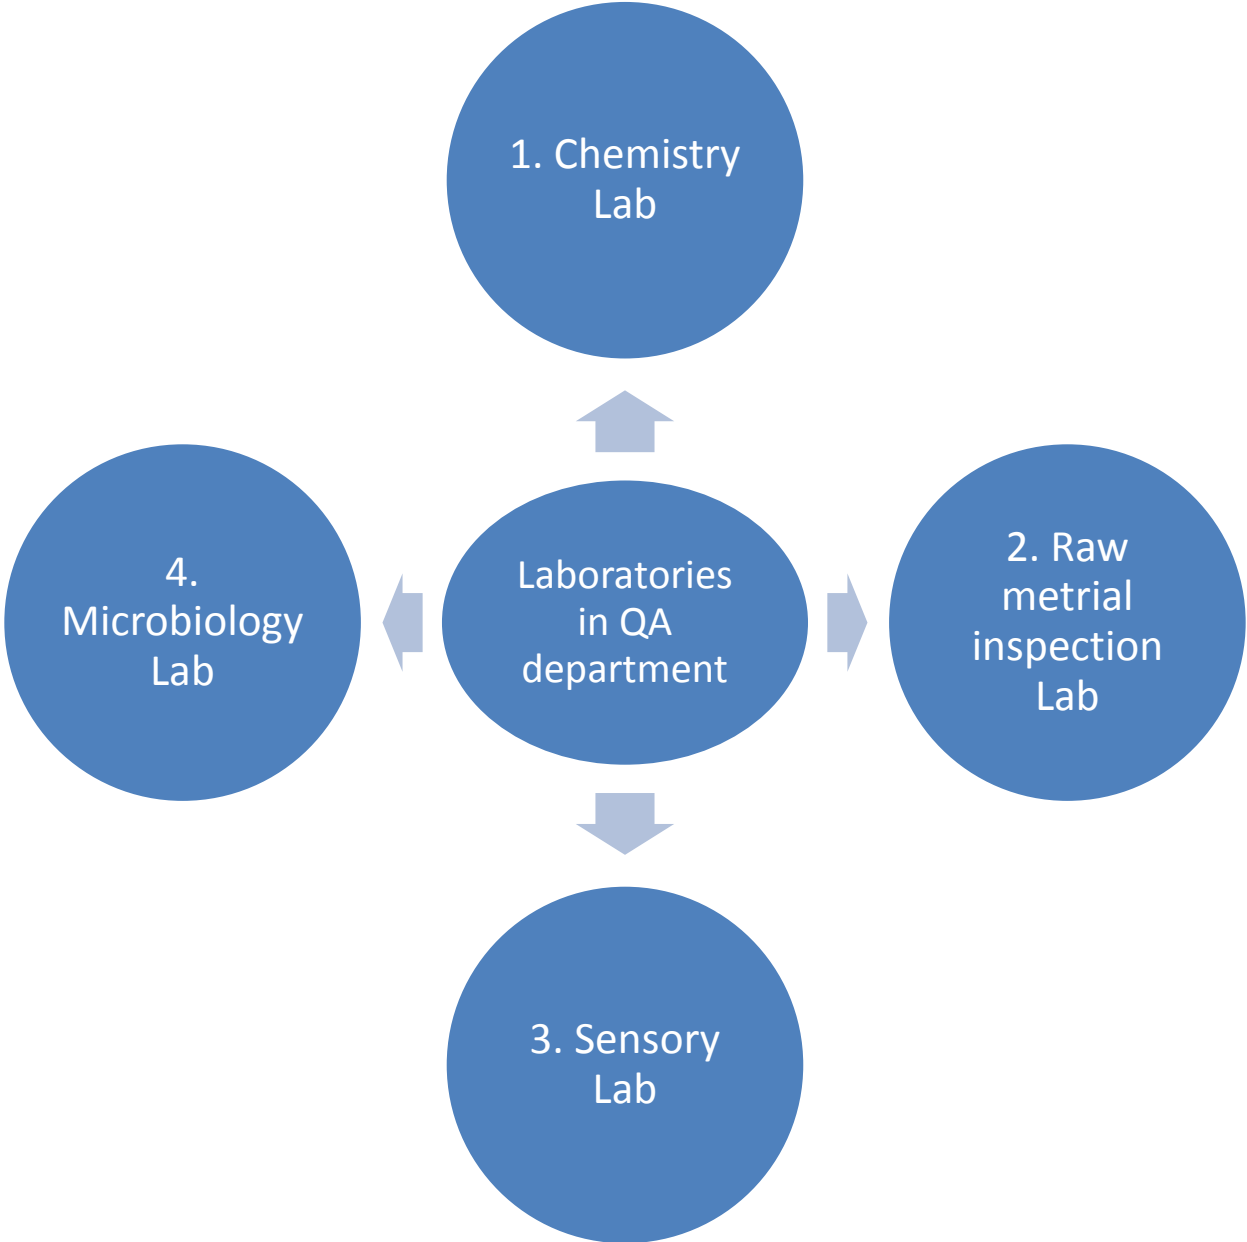 1. Chemistry
Lab
4.
Microbiology
Lab
Laboratories
in QA
department
2. Raw
metrial
inspection
Lab
3. Sensory
Lab